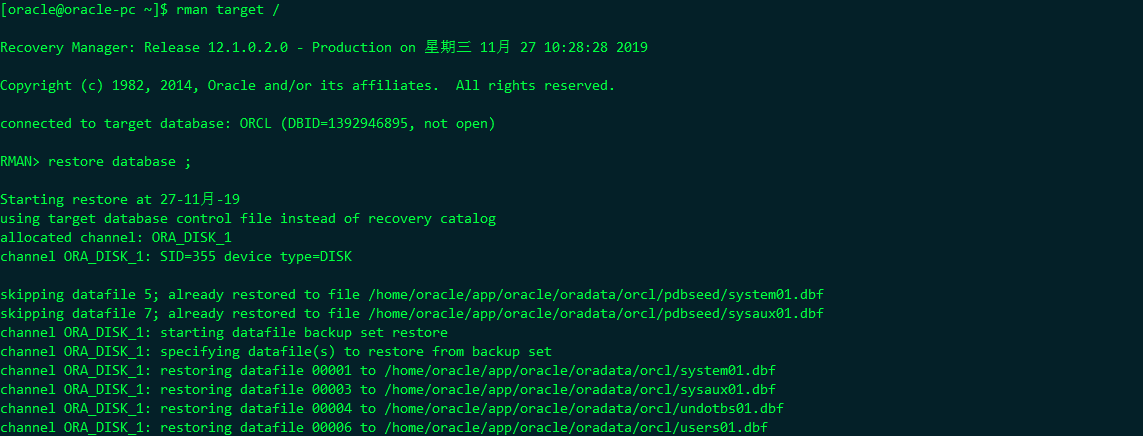 [oracle@oracle-pc ~]$ rman target /
Recovery Manager: Release 12.1.0.2.0 - Production on 星期三 11月 27 10:28:28 2019
Copyright (c) 1982, 2014, Oracle and/or its affiliates.  All rights reserved.
connected to target database: ORCL (DBID=1392946895, not open)
RMAN> restore database ;
Starting restore at 27-11月-19
using target database control file instead of recovery catalog
allocated channel: ORA_DISK_1
channel ORA_DISK_1: SID=355 device type=DISK
skipping datafile 5; already restored to file /home/oracle/app/oracle/oradata/orcl/pdbseed/system01.dbf
skipping datafile 7; already restored to file /home/oracle/app/oracle/oradata/orcl/pdbseed/sysaux01.dbf
channel ORA_DISK_1: starting datafile backup set restore
channel ORA_DISK_1: specifying datafile(s) to restore from backup set
channel ORA_DISK_1: restoring datafile 00001 to /home/oracle/app/oracle/oradata/orcl/system01.dbf
channel ORA_DISK_1: restoring datafile 00003 to /home/oracle/app/oracle/oradata/orcl/sysaux01.dbf
channel ORA_DISK_1: restoring datafile 00004 to /home/oracle/app/oracle/oradata/orcl/undotbs01.dbf
channel ORA_DISK_1: restoring datafile 00006 to /home/oracle/app/oracle/oradata/orcl/users01.dbf